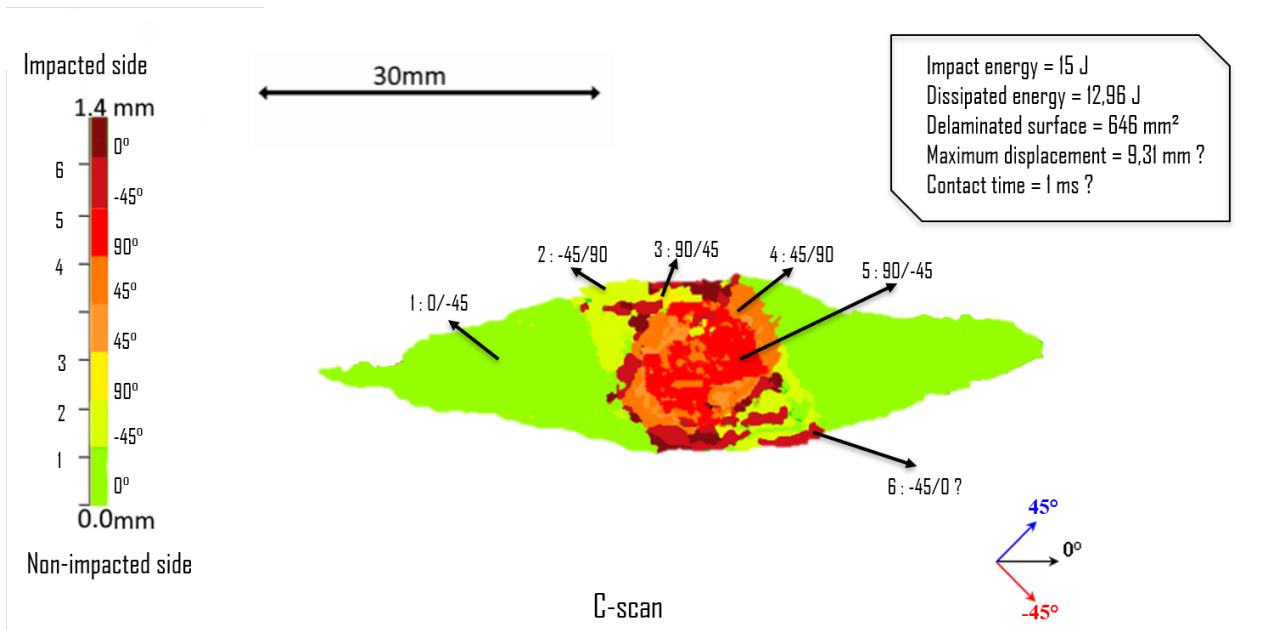 Impacted side
1.4 mm
0°
6
-45°
5
90°
4
45°
45°
3
90°
2
-45°
1
0°
0.0mm
Non-impacted side
30mm
Impact energy = 15 J
Dissipated energy = 12,96 J
Delaminated surface = 646 mm²
Maximum displacement = 9,31 mm ?
Contact time = 1 ms ?
1 : 0/-45
2 : -45/90
3 : 90/45
4 : 45/90
5 : 90/-45
6 : -45/0 ?
45°
0°
-45°
C-scan